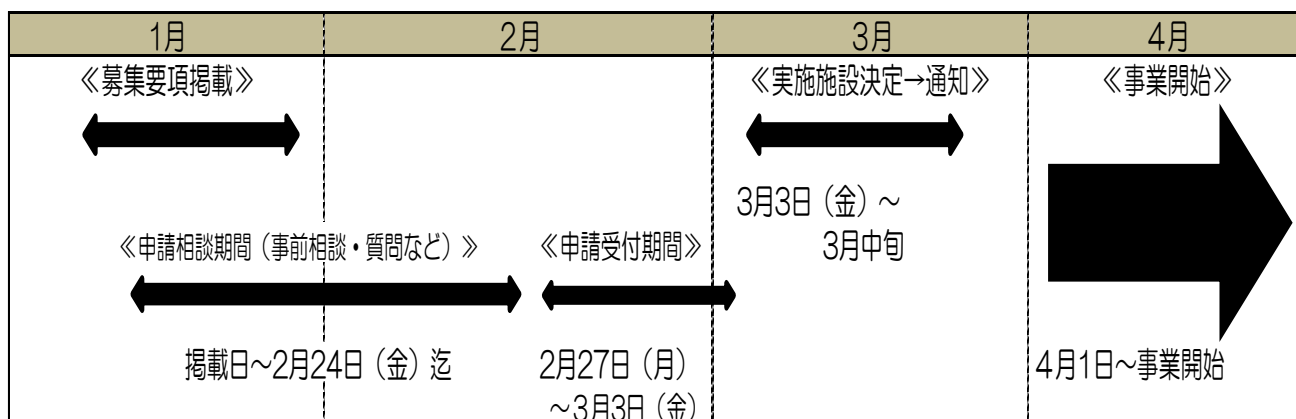 1月
2月
3月
4月
≪募集要項掲載≫
≪実施施設決定→通知≫
≪事業開始≫
3月3日（金）～
3月中旬
≪申請相談期間（事前相談・質問など）≫
≪申請受付期間≫
掲載日～2月24日（金）迄
2月27日（月）
～3月3日（金）
4月1日～事業開始